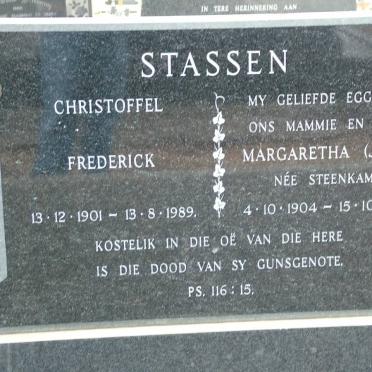 IN TERE HERINNERING AAN
STASSEN
CHRISTOFFEL
FREDERICK
13·12·1901 – 13·8·1989.
MY GELIEFDE EGG
ONS MAMMIE EN
MARGARETHA (J
NÉE STEENKAM
4·10·1904 – 15·10
KOSTELIK IN DIE OË VAN DIE HERE
IS DIE DOOD VAN SY GUNSGENOTE.
PS. 116:15.